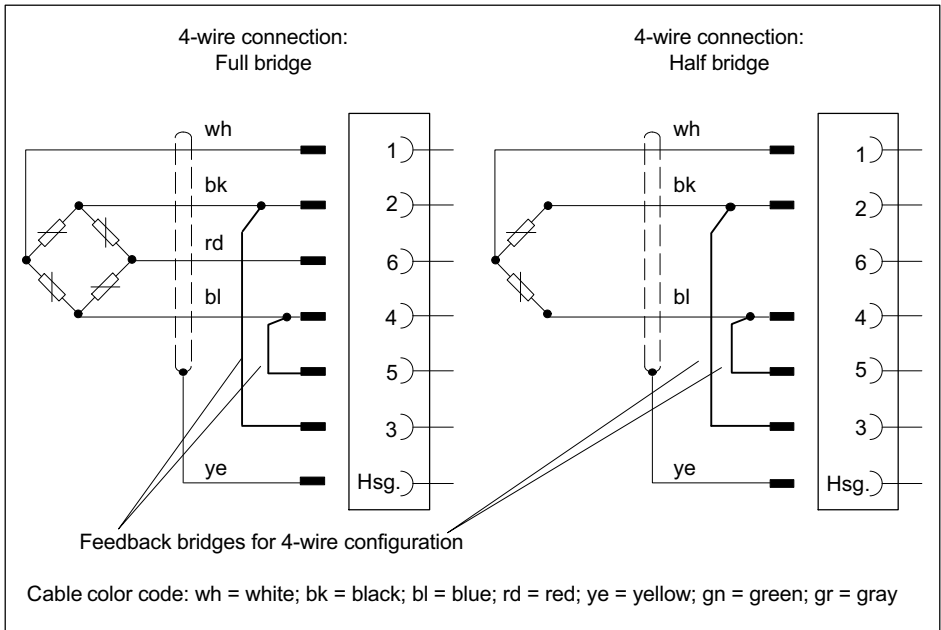 4-wire connection:
Full bridge
4-wire connection:
Half bridge
wh
1
bk
2
rd
6
bl
4
5
3
ye
Hsg.
wh
1
bk
2
6
bl
4
5
3
ye
Hsg.
Feedback bridges for 4-wire configuration
Cable color code: wh = white; bk = black; bl = blue; rd = red; ye = yellow; gn = green; gr = gray